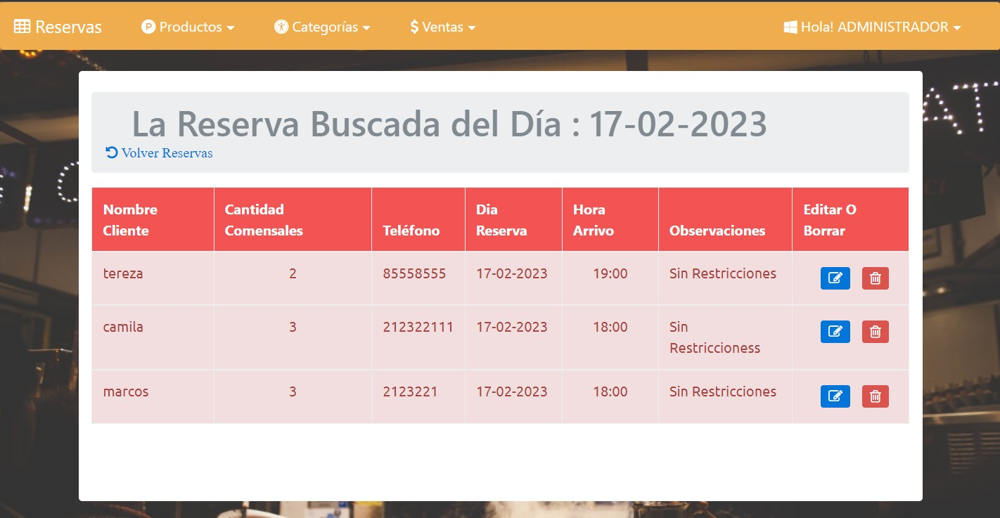 Reservas Productos Categorías $ Ventas Hola! ADMINISTRADOR
La Reserva Buscada del Día : 17-02-2023
Volver Reservas
Nombre Cliente Cantidad Comensales Teléfono Dia Reserva Hora Arrivo Observaciones Editar O Borrar
tereza 2 85558555 17-02-2023 19:00 Sin Restricciones
camila 3 212322111 17-02-2023 18:00 Sin Restriccioness
marcos 3 2123221 17-02-2023 18:00 Sin Restricciones